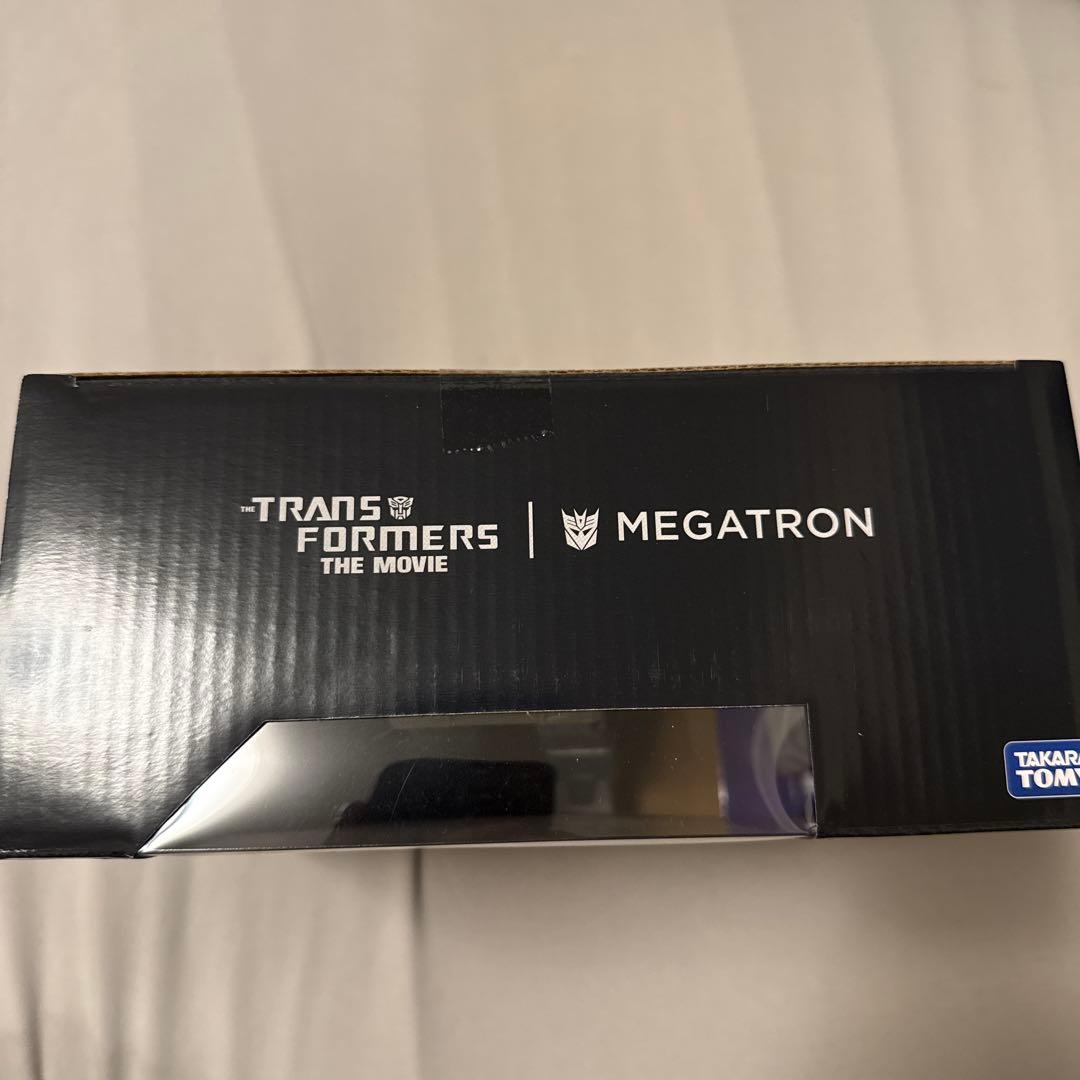 THE TRANS
FORMERS
THE MOVIE
MEGATRON
TAKARA
TOMY